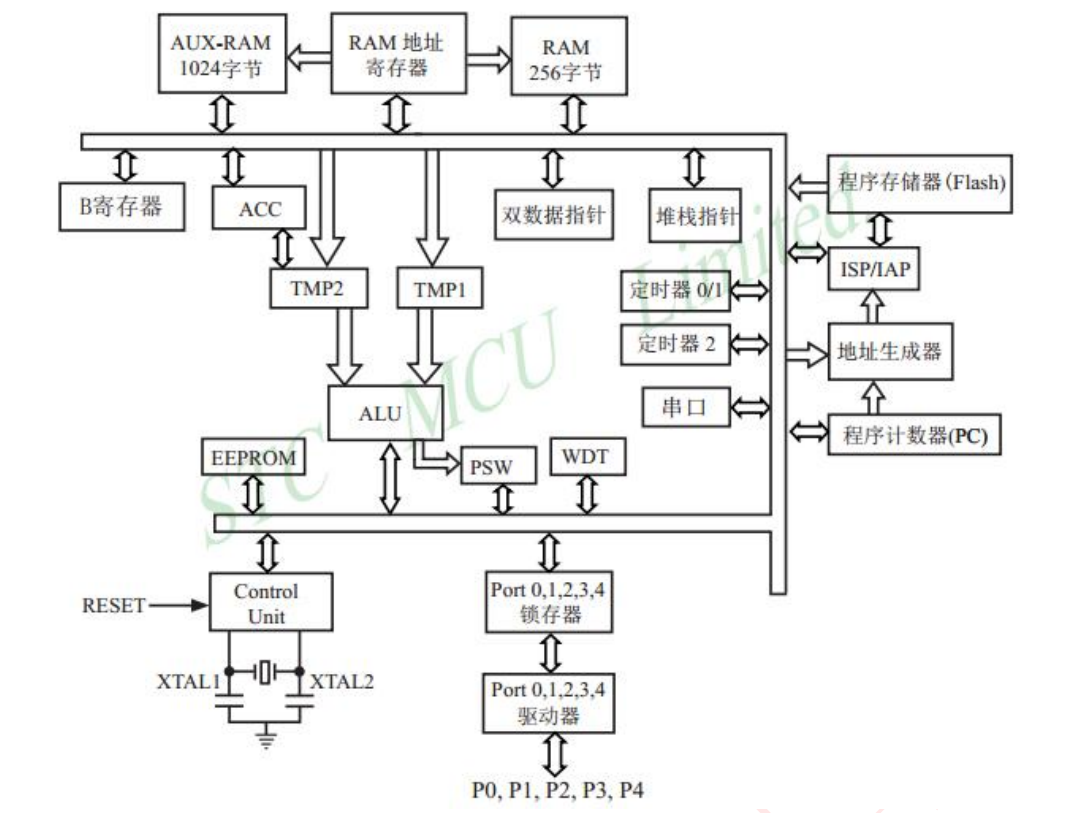 AUX-RAM
1024字节
RAM 地址
寄存器
RAM
256字节
B寄存器
ACC
双数据指针
堆栈指针
程序存储器(Flash)
ISP/IAP
TMP2
TMP1
定时器 0/1
定时器 2
地址生成器
串口
程序计数器(PC)
ALU
EEPROM
PSW
WDT
STC MCU Limited
RESET
Control
Unit
Port 0,1,2,3,4
锁存器
XTAL1
XTAL2
Port 0,1,2,3,4
驱动器
P0, P1, P2, P3, P4